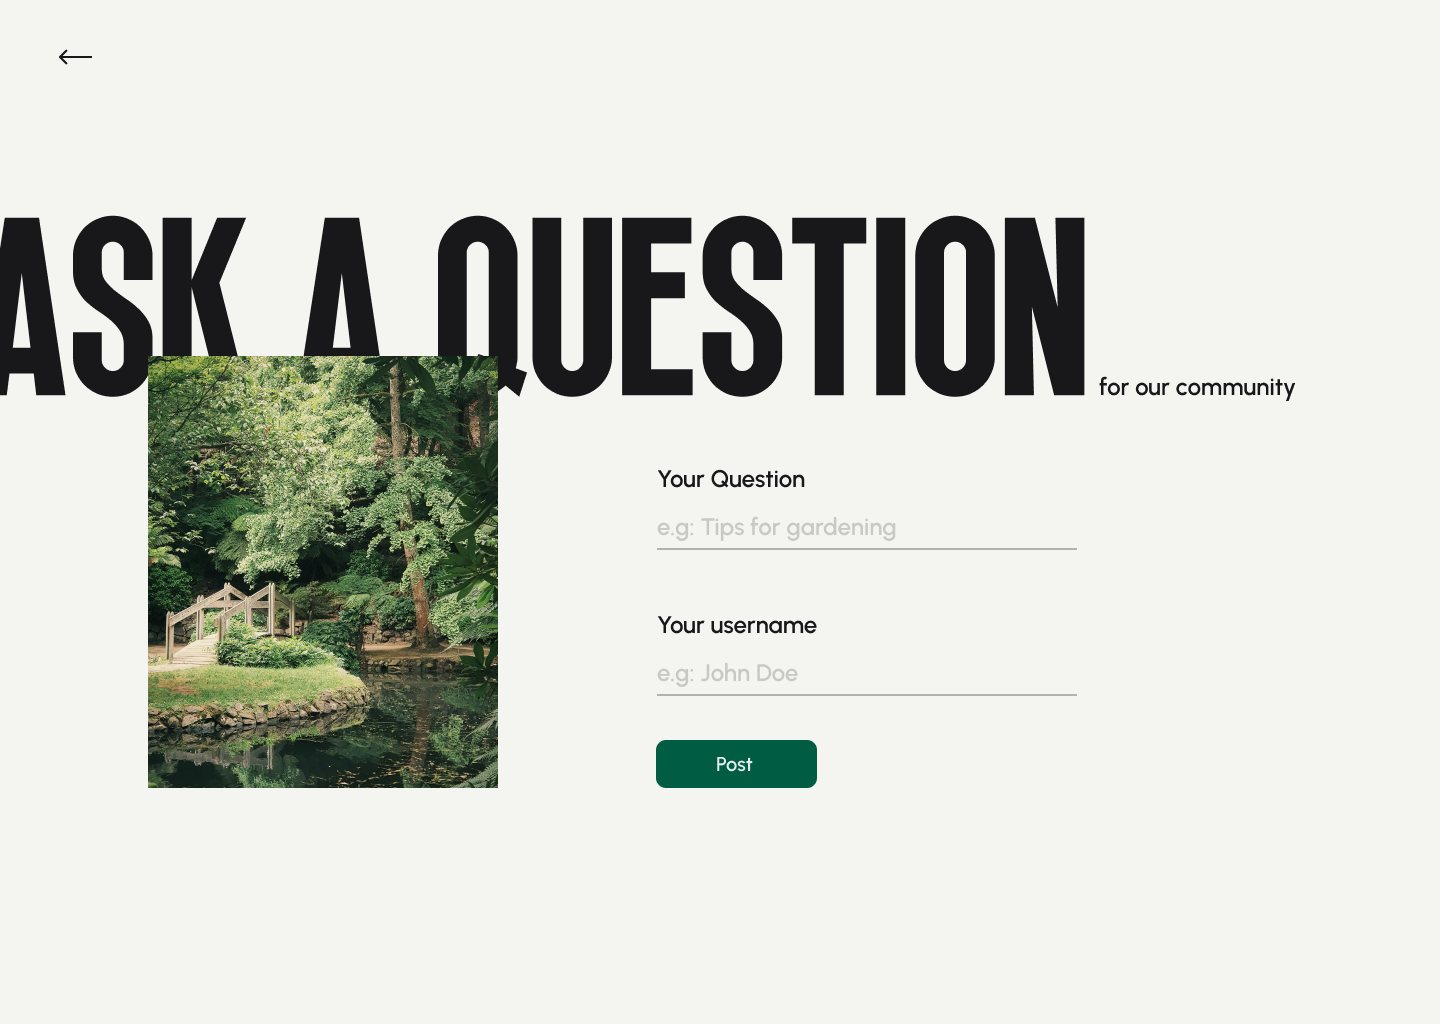 ASK A QUESTION
for our community
Your Question
e.g: Tips for gardening
Your username
e.g: John Doe
Post